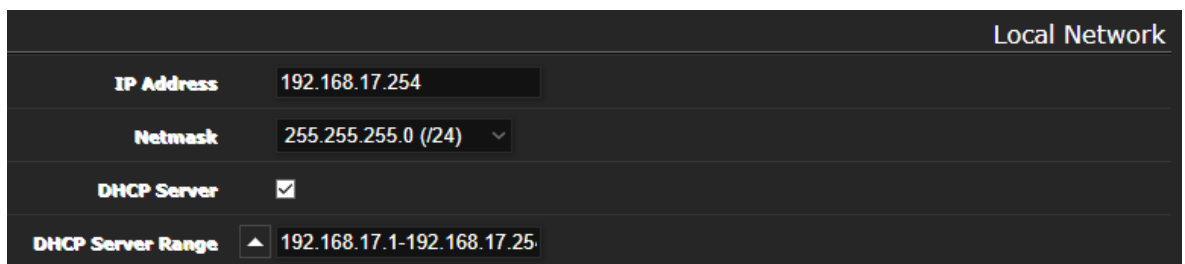 Local Network
IP Address 192.168.17.254
Netmask 255.255.255.0 (/24)
DHCP Server
DHCP Server Range 192.168.17.1-192.168.17.25